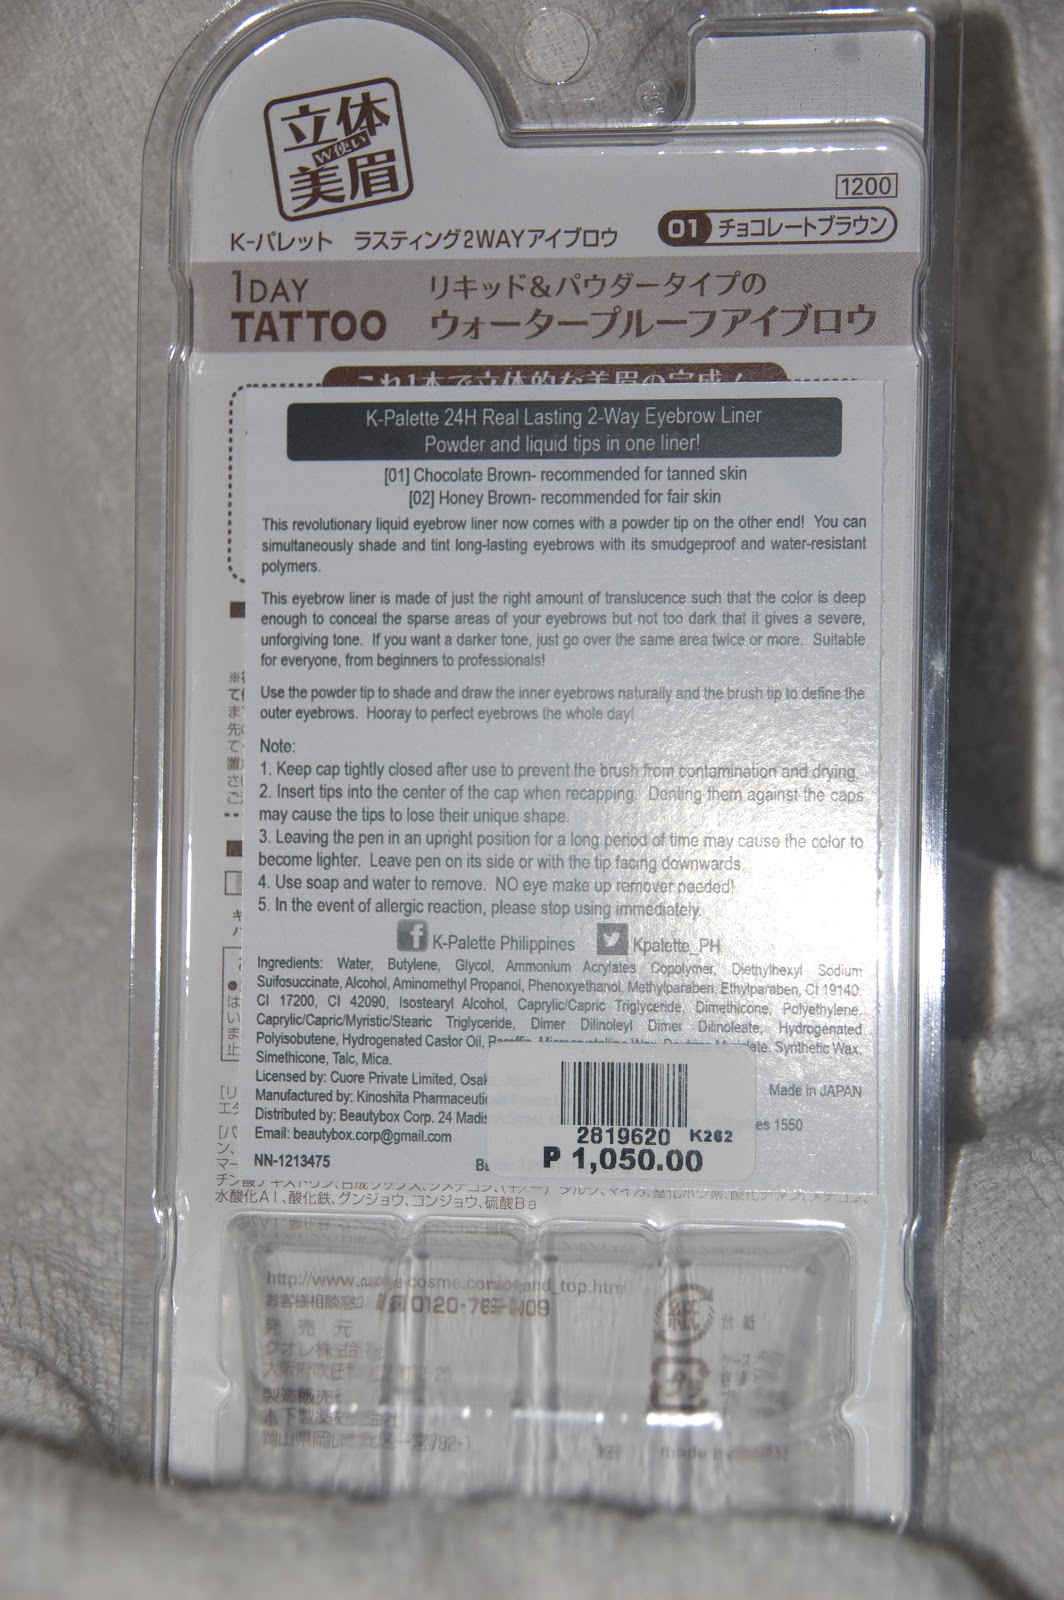 立体
W使い
美眉
1200
K-パレット ラスティング2WAYアイブロウ
01 チョコレートブラウン
1DAY
TATTOO
リキッド&パウダータイプの
ウォータープルーフアイブロウ
これ1本で立体的な美眉の完成!
K-Palette 24H Real Lasting 2-Way Eyebrow Liner
Powder and liquid tips in one liner!
[01] Chocolate Brown- recommended for tanned skin
[02] Honey Brown- recommended for fair skin
This revolutionary liquid eyebrow liner now comes with a powder tip on the other end! You can
simultaneously shade and tint long-lasting eyebrows with its smudgeproof and water-resistant
polymers.
This eyebrow liner is made of just the right amount of translucence such that the color is deep
enough to conceal the sparse areas of your eyebrows but not too dark that it gives a severe,
unforgiving tone. If you want a darker tone, just go over the same area twice or more. Suitable
for everyone, from beginners to professionals!
Use the powder tip to shade and draw the inner eyebrows naturally and the brush tip to define the
outer eyebrows. Hooray to perfect eyebrows the whole day!
Note:
1. Keep cap tightly closed after use to prevent the brush from contamination and drying.
2. Insert tips into the center of the cap when recapping. Denting them against the caps
may cause the tips to lose their unique shape.
3. Leaving the pen in an upright position for a long period of time may cause the color to
become lighter. Leave pen on its side or with the tip facing downwards
4. Use soap and water to remove. NO eye make up remover needed!
5. In the event of allergic reaction, please stop using immediately.
K-Palette Philippines Kpalette_PH
Ingredients: Water, Butylene, Glycol, Ammonium Acrylates Copolymer, Diethylhexyl Sodium
Suifosuccinate, Alcohol, Aminomethyl Propanol, Phenoxyethanol, Methylparaben, Ethylparaben, CI 19140
CI 17200, CI 42090, Isostearyl Alcohol, Caprylic/Capric Triglyceride, Dimethicone, Polyethylene,
Caprylic/Capric/Myristic/Stearic Triglyceride, Dimer Dilinoleyl Dimer Dilinoleate, Hydrogenated
Polyisobutene, Hydrogenated Castor Oil, Synthetic Wax,
Simethicone, Talc, Mica.
Licensed by: Cuore Private Limited,
Made in JAPAN
Manufactured by: Kinoshita
Distributed by: Beautybox Corp. 24 1550
Email: beautybox.corp@gmail.com
NN-1213475
2819620 K262
P 1,050.00
水酸化Al、酸化鉄、グンジョウ、コンジョウ、硫酸Ba
発売元
紙